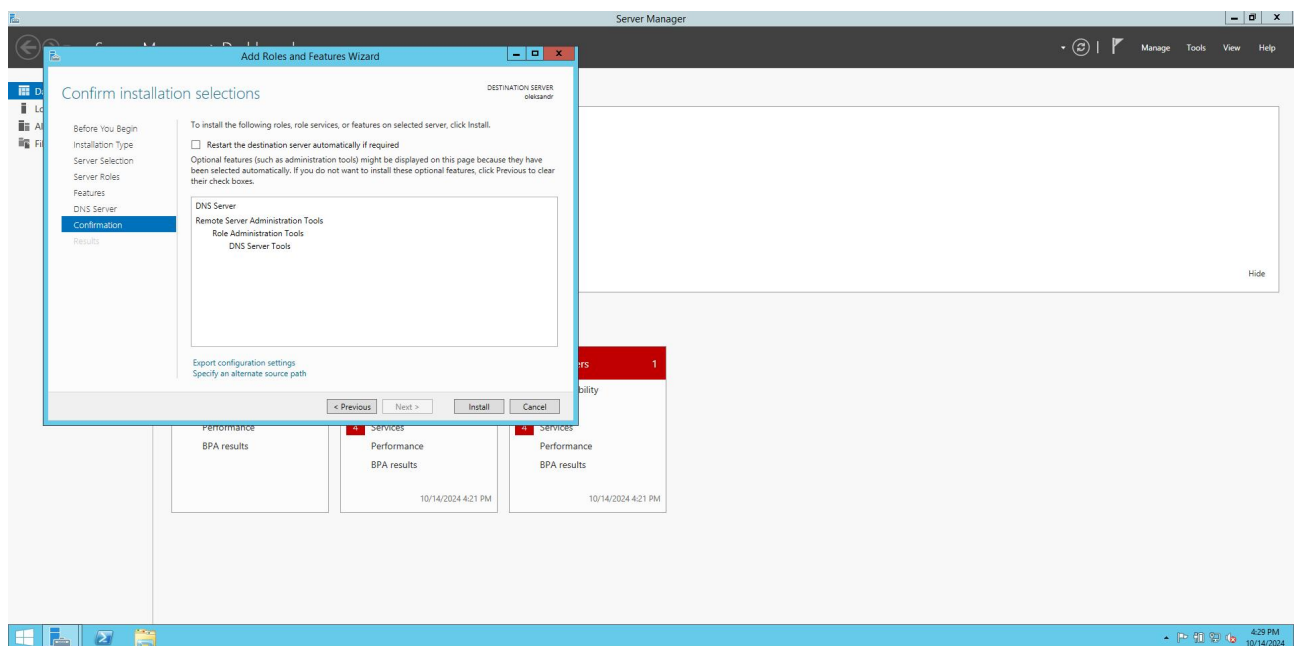 Server Manager
Manage Tools View Help
Add Roles and Features Wizard
Confirm installation selections
DESTINATION SERVER
oleksandr
Before You Begin
Installation Type
Server Selection
Server Roles
Features
DNS Server
Confirmation
Results
To install the following roles, role services, or features on selected server, click Install.
Restart the destination server automatically if required
Optional features (such as administration tools) might be displayed on this page because they have
been selected automatically. If you do not want to install these optional features, click Previous to clear
their check boxes.
DNS Server
Remote Server Administration Tools
Role Administration Tools
DNS Server Tools
Export configuration settings
Specify an alternate source path
< Previous
Next >
Install
Cancel
Hide
1
Performance
BPA results
4 Services
Performance
BPA results
10/14/2024 4:21 PM
4 Services
Performance
BPA results
10/14/2024 4:21 PM
4:29 PM
10/14/2024